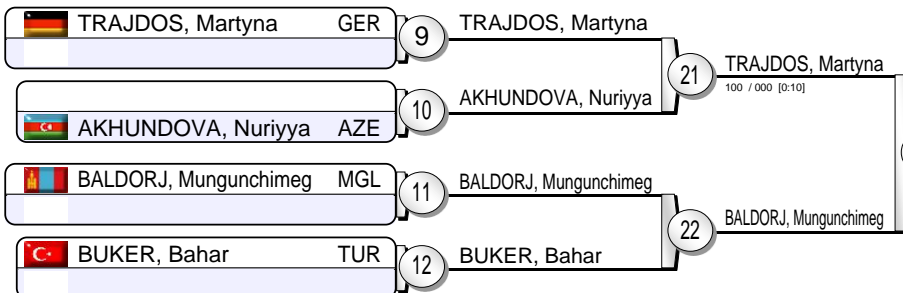 TRAJDOS, Martyna GER 9 TRAJDOS, Martyna
21 TRAJDOS, Martyna
100 / 000 [0:10]
AKHUNDOVA, Nuriyya AZE 10 AKHUNDOVA, Nuriyya
BALDORJ, Mungunchimeg MGL 11 BALDORJ, Mungunchimeg
22 BALDORJ, Mungunchimeg
BUKER, Bahar TUR 12 BUKER, Bahar